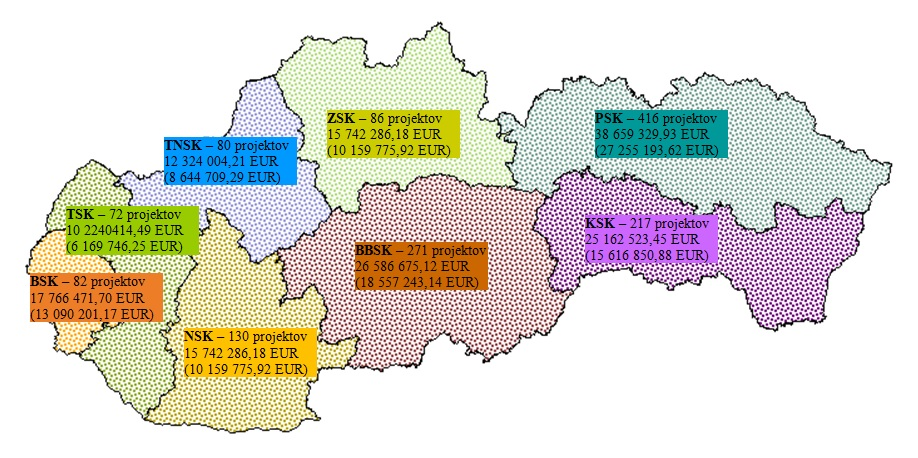 ZSK – 86 projektov
15 742 286,18 EUR
(10 159 775,92 EUR)
PSK – 416 projektov
38 659 329,93 EUR
(27 255 193,62 EUR)
TNSK – 80 projektov
12 324 004,21 EUR
(8 644 709,29 EUR)
TSK – 72 projektov
10 2240414,49 EUR
(6 169 746,25 EUR)
KSK – 217 projektov
25 162 523,45 EUR
(15 616 850,88 EUR)
BBSK – 271 projektov
26 586 675,12 EUR
(18 557 243,14 EUR)
BSK – 82 projektov
17 766 471,70 EUR
(13 090 201,17 EUR)
NSK – 130 projektov
15 742 286,18 EUR
(10 159 775,92 EUR)